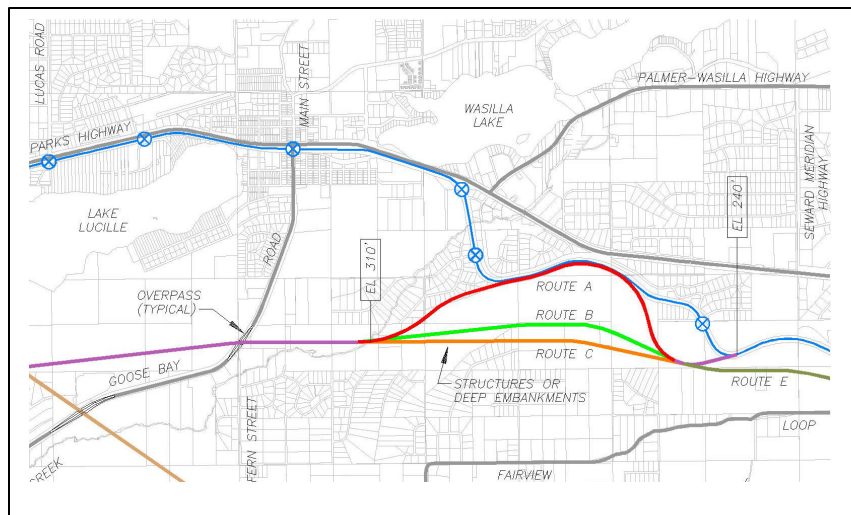 LUCAS ROAD
MAIN STREET
PALMER-WASILLA HIGHWAY
WASILLA
LAKE
PARKS HIGHWAY
SEWARD MERIDIAN
HIGHWAY
LAKE
LUCILLE
EL 240'
ROAD
EL 310'
OVERPASS
(TYPICAL)
ROUTE A
ROUTE B
ROUTE C
GOOSE BAY
STRUCTURES OR
DEEP EMBANKMENTS
ROUTE E
FERN STREET
LOOP
CREEK
FAIRVIEW